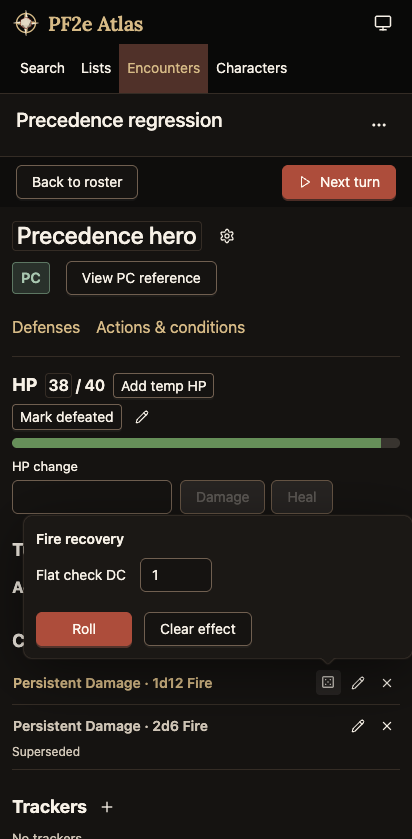 PF2e Atlas
Search Lists Encounters Characters
Precedence regression
Back to roster Next turn
Precedence hero
PC View PC reference
Defenses Actions & conditions
HP 38 / 40 Add temp HP
Mark defeated
HP change
Damage Heal
Fire recovery
Flat check DC 1
Roll Clear effect
Persistent Damage · 1d12 Fire
Persistent Damage · 2d6 Fire
Superseded
Trackers +
No trackers